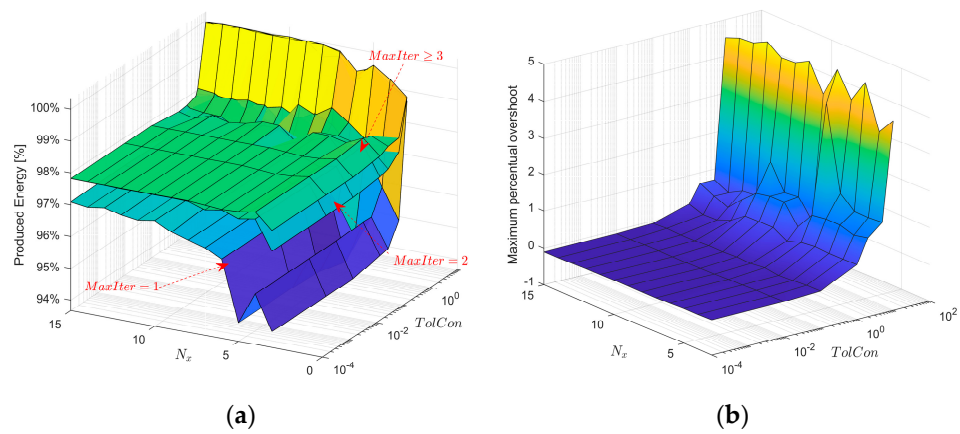 100%
99%
98%
97%
96%
95%
94%
Produced Energy [%]
MaxIter ≥ 3
MaxIter = 2
MaxIter = 1
15
10
5
0
N_x
10^-4
10^-2
10^0
TolCon
(a)
5
4
3
2
1
0
-1
Maximum percentual overshoot
15
10
5
N_x
10^-4
10^-2
10^0
10^2
TolCon
(b)